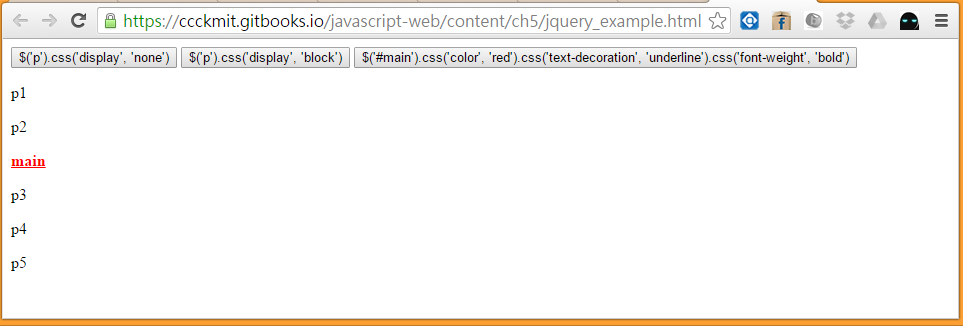 https://ccckmit.gitbooks.io/javascript-web/content/ch5/jquery_example.html
$('p').css('display', 'none') $('p').css('display', 'block') $('#main').css('color', 'red').css('text-decoration', 'underline').css('font-weight', 'bold')
p1
p2
main
p3
p4
p5